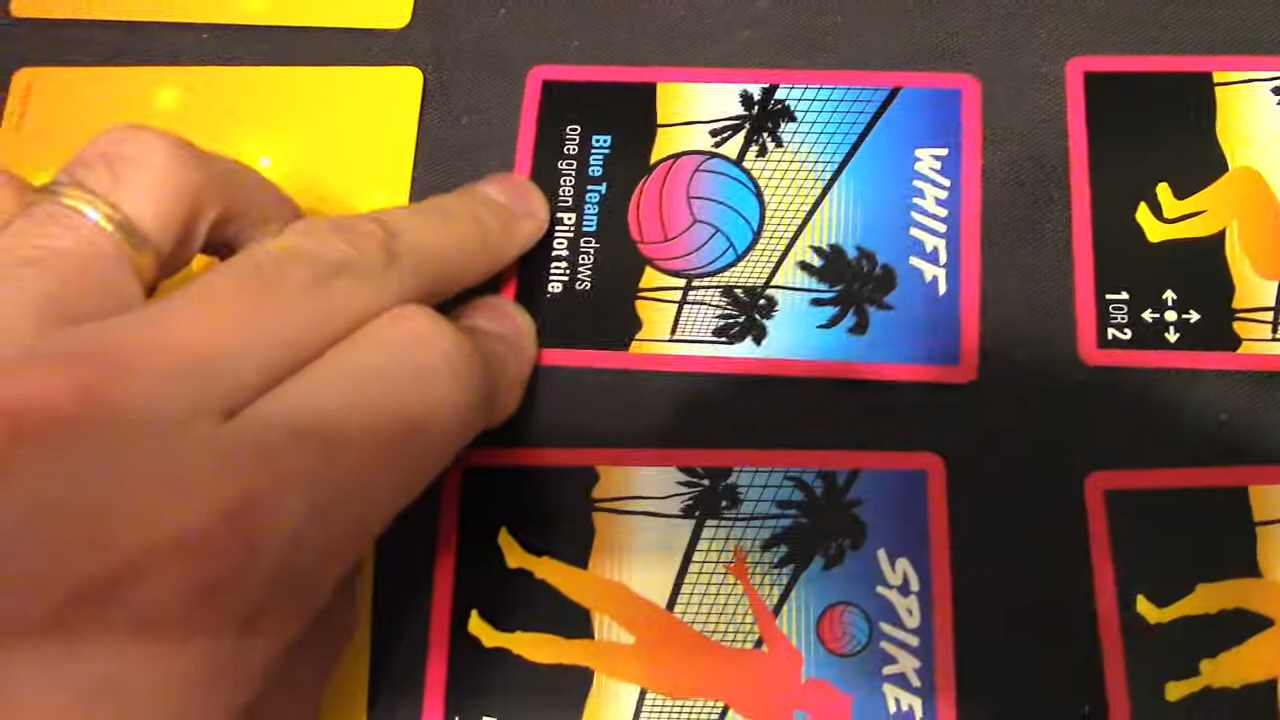 WHIFF
Blue Team draws
one green Pilot tile.
1 OR 2
SPIKE